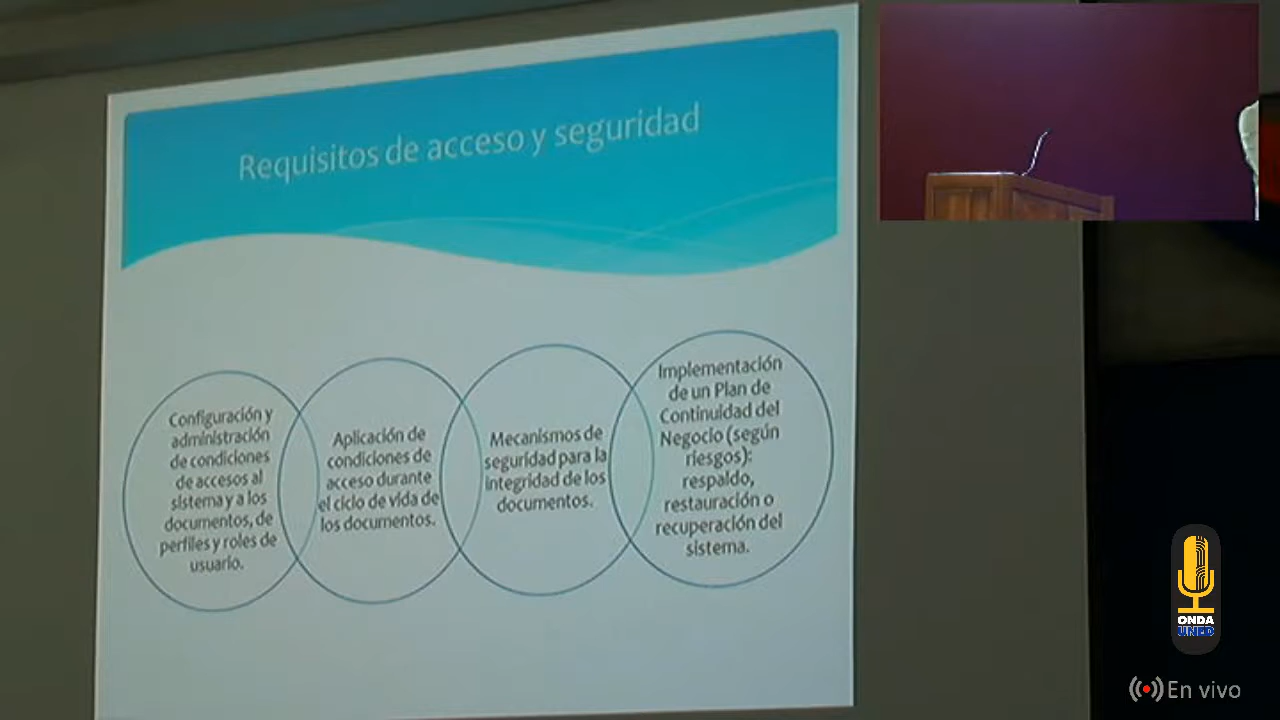 Requisitos de acceso y seguridad
Configuración y
administración
de condiciones
de accesos al
sistema y a los
documentos, de
perfiles y roles de
usuario.
Aplicación de
condiciones de
acceso durante
el ciclo de vida de
los documentos.
Mecanismos de
seguridad para la
integridad de los
documentos.
Implementación
de un Plan de
Continuidad del
Negocio (según
riesgos):
respaldo,
restauración o
recuperación del
sistema.
ONDA
UNED
En vivo